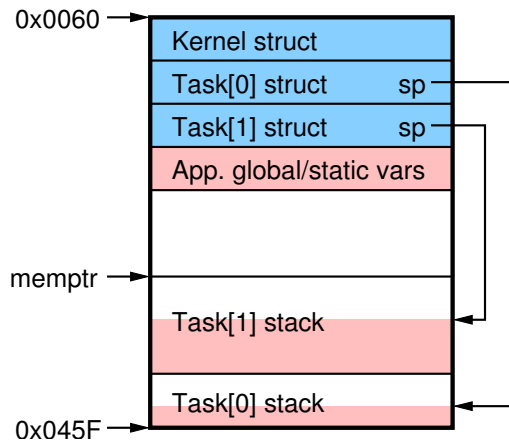 0x0060
Kernel struct
Task[0] struct sp
Task[1] struct sp
App. global/static vars
memptr
Task[1] stack
Task[0] stack
0x045F